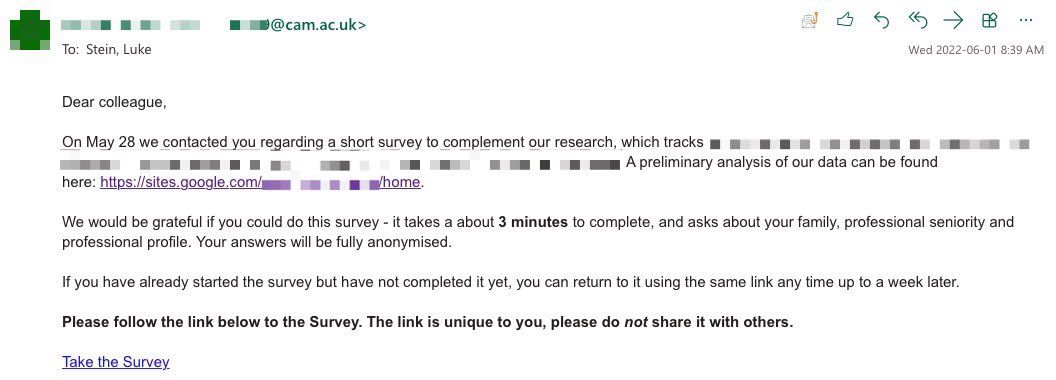 @cam.ac.uk>
To: Stein, Luke
Wed 2022-06-01 8:39 AM
Dear colleague,
On May 28 we contacted you regarding a short survey to complement our research, which tracks
A preliminary analysis of our data can be found
here: https://sites.google.com/ /home.
We would be grateful if you could do this survey - it takes a about 3 minutes to complete, and asks about your family, professional seniority and
professional profile. Your answers will be fully anonymised.
If you have already started the survey but have not completed it yet, you can return to it using the same link any time up to a week later.
Please follow the link below to the Survey. The link is unique to you, please do not share it with others.
Take the Survey